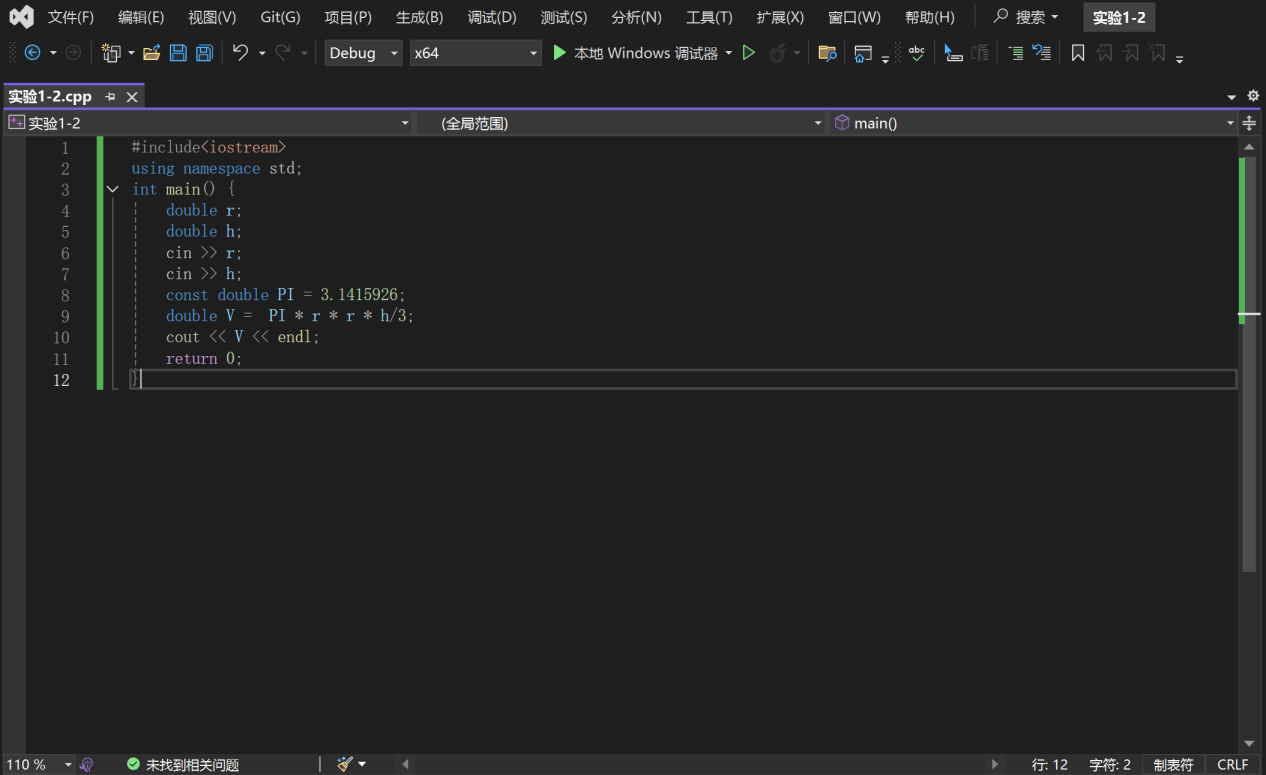 文件(F) 编辑(E) 视图(V) Git(G) 项目(P) 生成(B) 调试(D) 测试(S) 分析(N) 工具(T) 扩展(X) 窗口(W) 帮助(H) 搜索 实验1-2
Debug x64 本地 Windows 调试器 abc
实验1-2.cpp
实验1-2 (全局范围) main()
1 #include<iostream>
2 using namespace std;
3 int main() {
4 double r;
5 double h;
6 cin >> r;
7 cin >> h;
8 const double PI = 3.1415926;
9 double V =  PI * r * r * h/3;
10 cout << V << endl;
11 return 0;
12 }
110 % 未找到相关问题 行: 12 字符: 2 制表符 CRLF